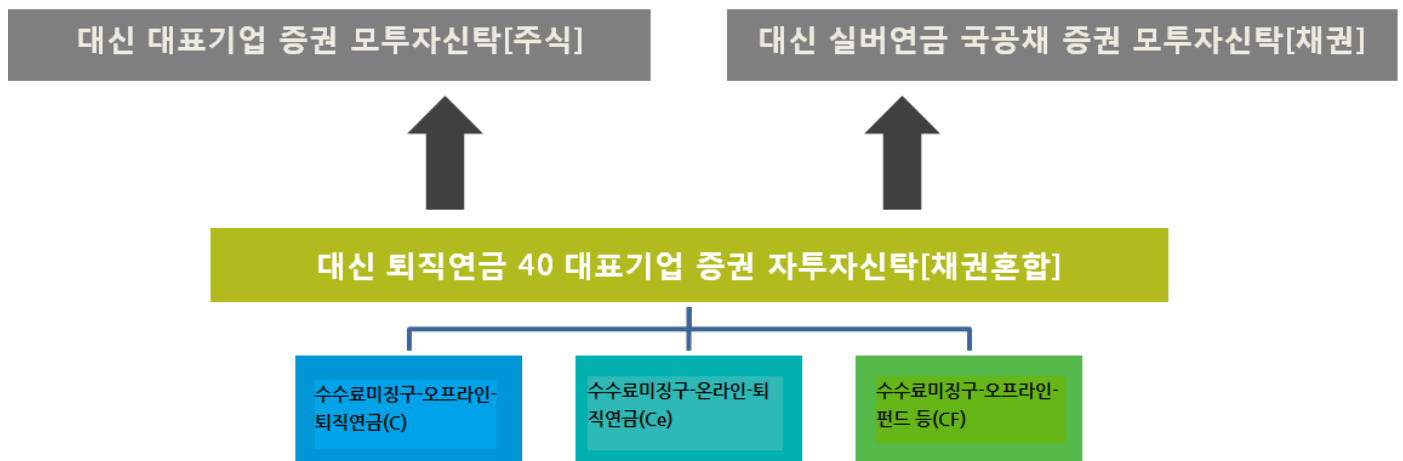 대신 대표기업 증권 모투자신탁[주식]
대신 실버연금 국공채 증권 모투자신탁[채권]
대신 퇴직연금 40 대표기업 증권 자투자신탁[채권혼합]
수수료미징구-오프라인-
퇴직연금(C)
수수료미징구-온라인-퇴
직연금(Ce)
수수료미징구-오프라인-
펀드 등(CF)